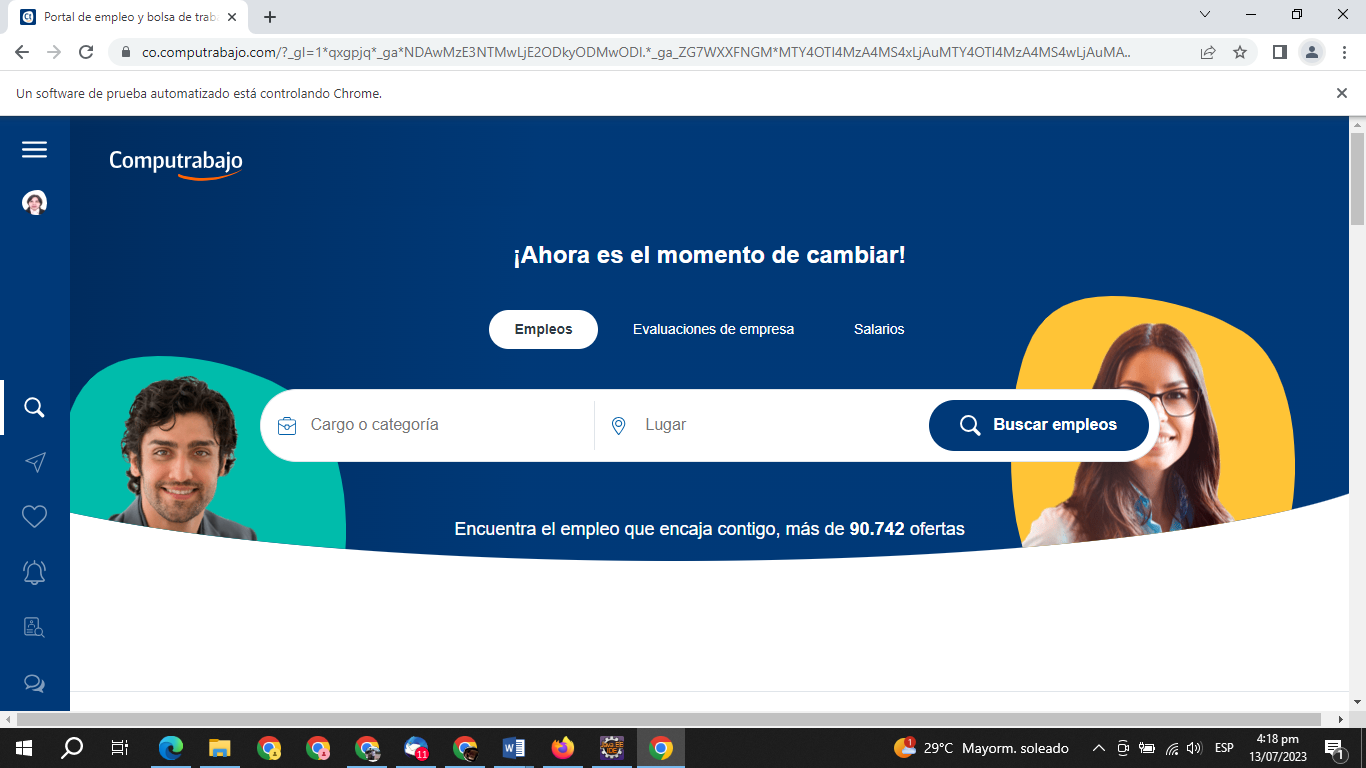 Portal de empleo y bolsa de trab
co.computrabajo.com/?_gl=1*qxgpjq*_ga*NDAwMzE3NTMwLjE2ODkyODMwODI.*_ga_ZG7WXXFNGM*MTY4OTI4MzA4MS4xLjAuMTY4OTI4MzA4MS4wLjAuMA..
Un software de prueba automatizado está controlando Chrome.
Computrabajo
¡Ahora es el momento de cambiar!
Empleos
Evaluaciones de empresa
Salarios
Cargo o categoría
Lugar
Buscar empleos
Encuentra el empleo que encaja contigo, más de 90.742 ofertas
11
29°C Mayorm. soleado
ESP
4:18 pm
13/07/2023
1